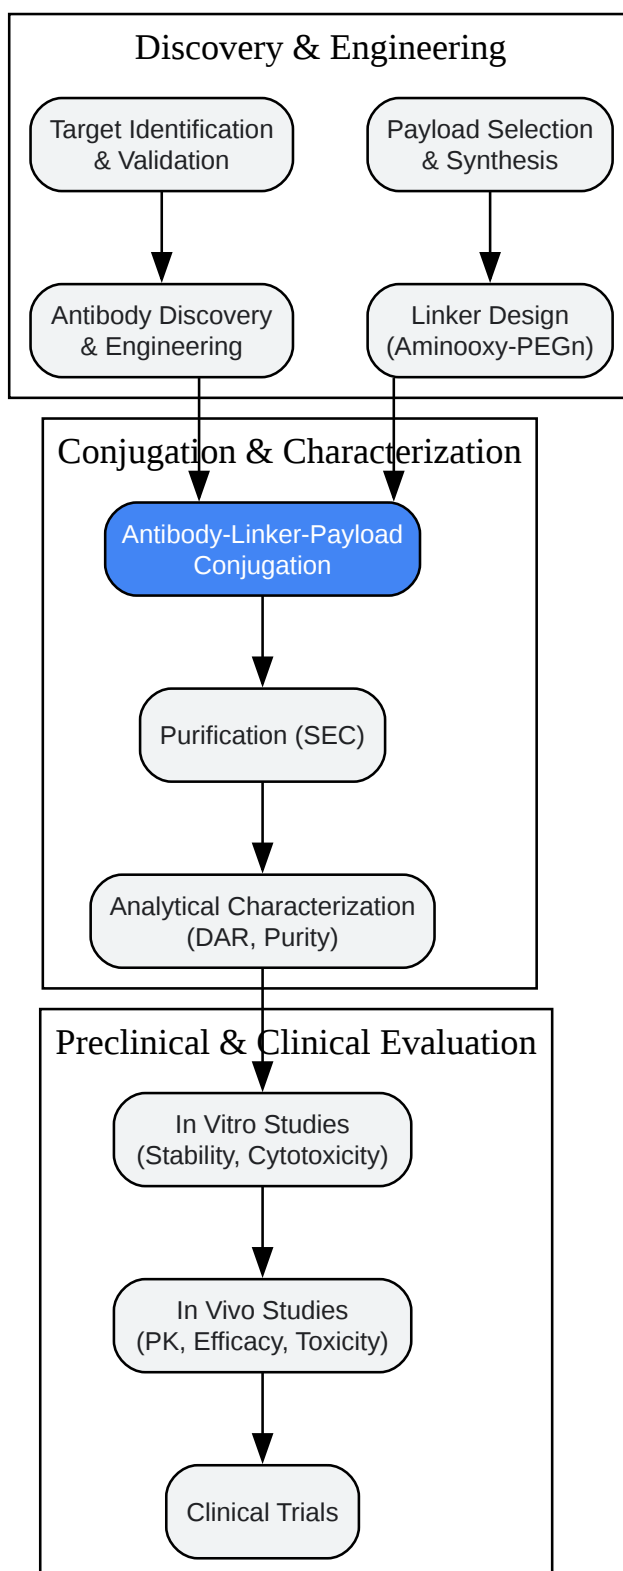 Discovery & Engineering
Target Identification
& Validation
Payload Selection
& Synthesis
Antibody Discovery
& Engineering
Linker Design
(Aminooxy-PEGn)
Conjugation & Characterization
Antibody-Linker-Payload
Conjugation
Purification (SEC)
Analytical Characterization
(DAR, Purity)
Preclinical & Clinical Evaluation
In Vitro Studies
(Stability, Cytotoxicity)
In Vivo Studies
(PK, Efficacy, Toxicity)
Clinical Trials